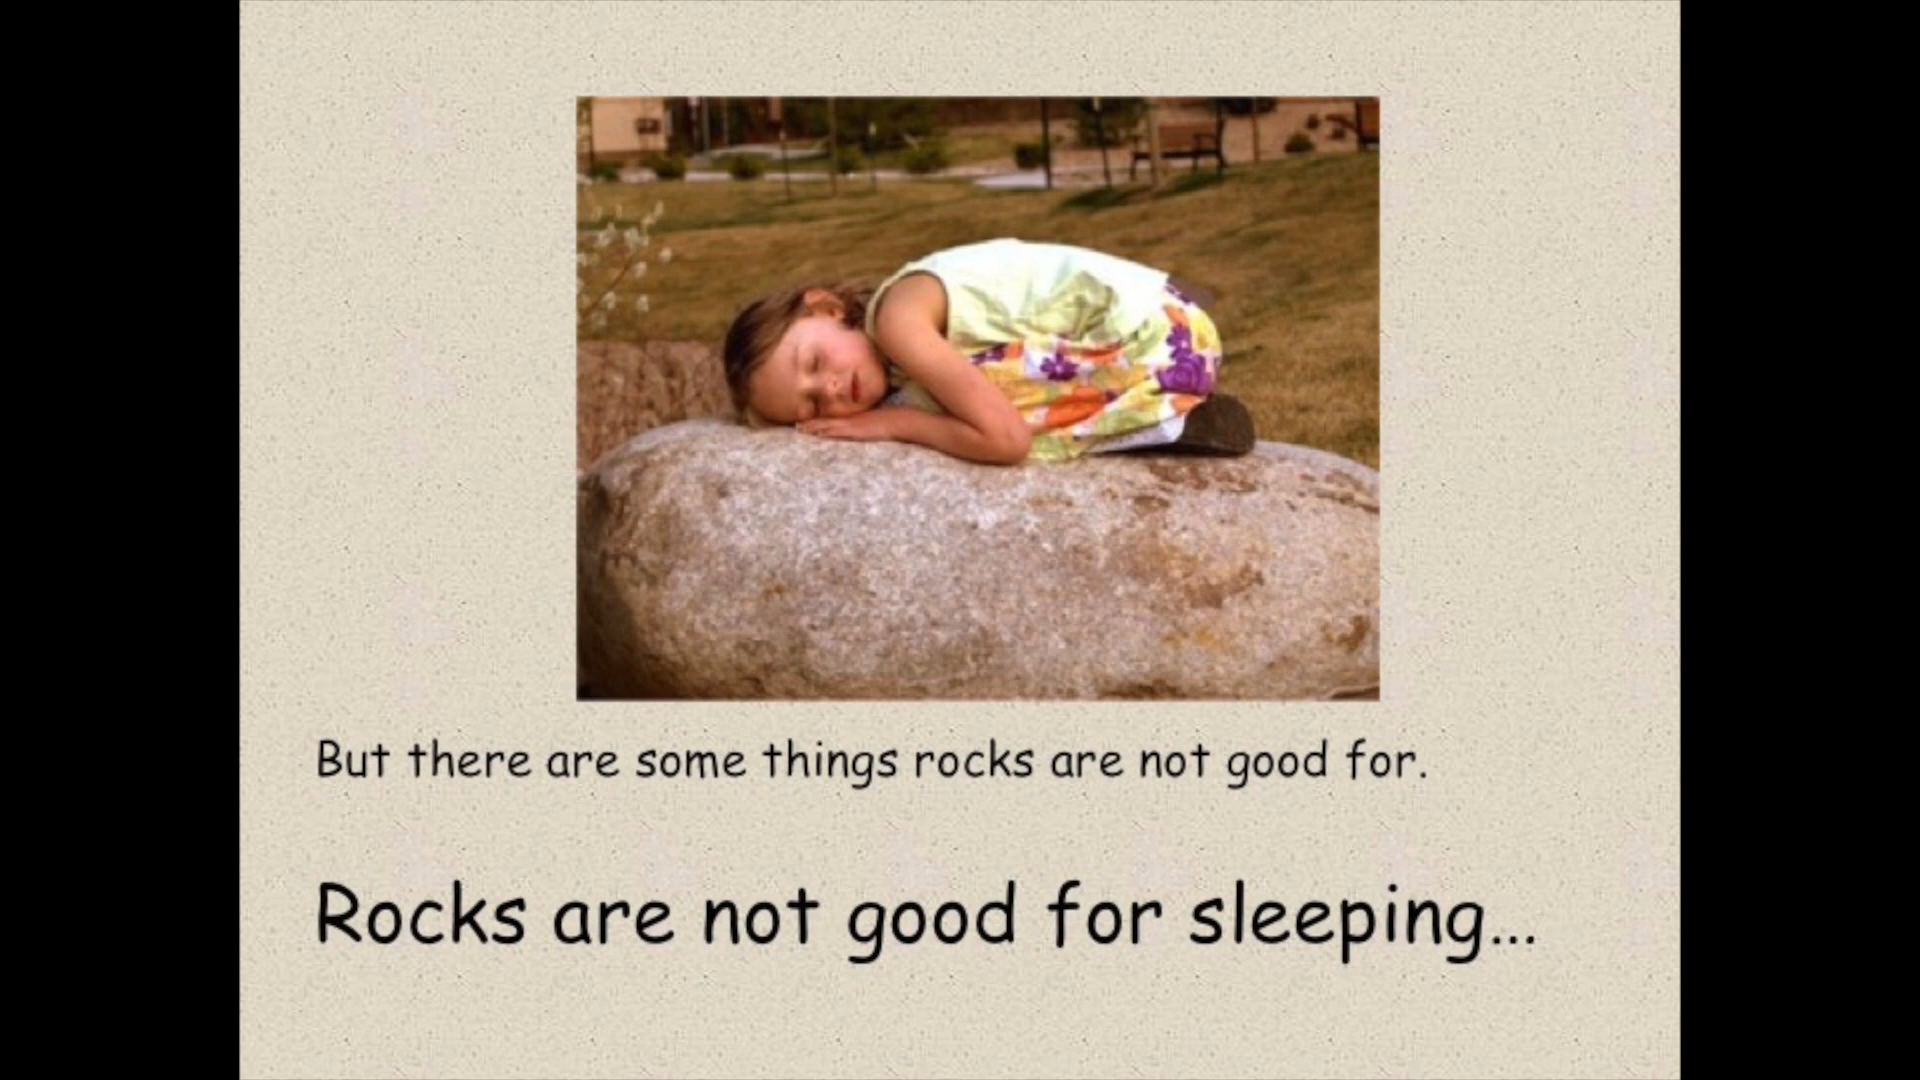 But there are some things rocks are not good for.
Rocks are not good for sleeping...